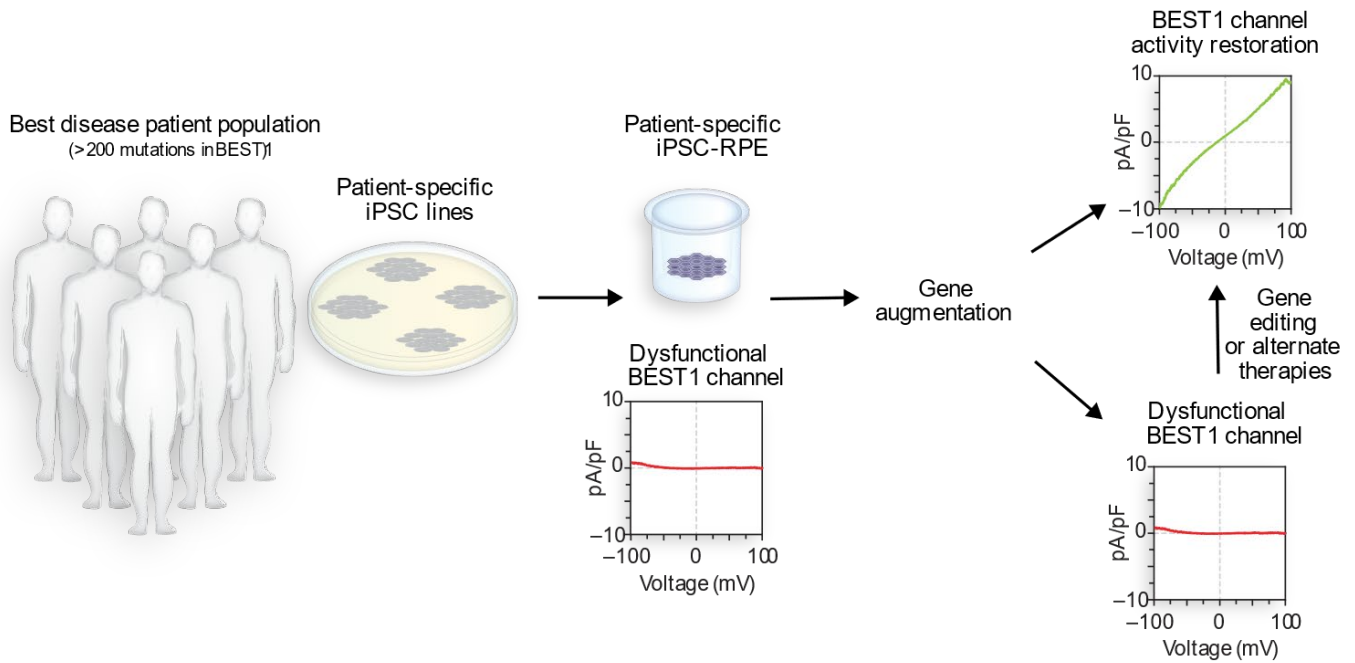 Best disease patient population
(>200 mutations in BEST)1
Patient-specific
iPSC lines
Patient-specific
iPSC-RPE
Dysfunctional
BEST1 channel
10
0
–10
pA/pF
–100 0 100
Voltage (mV)
Gene
augmentation
BEST1 channel
activity restoration
10
0
–10
pA/pF
–100 0 100
Voltage (mV)
Gene
editing
or alternate
therapies
Dysfunctional
BEST1 channel
10
0
–10
pA/pF
–100 0 100
Voltage (mV)